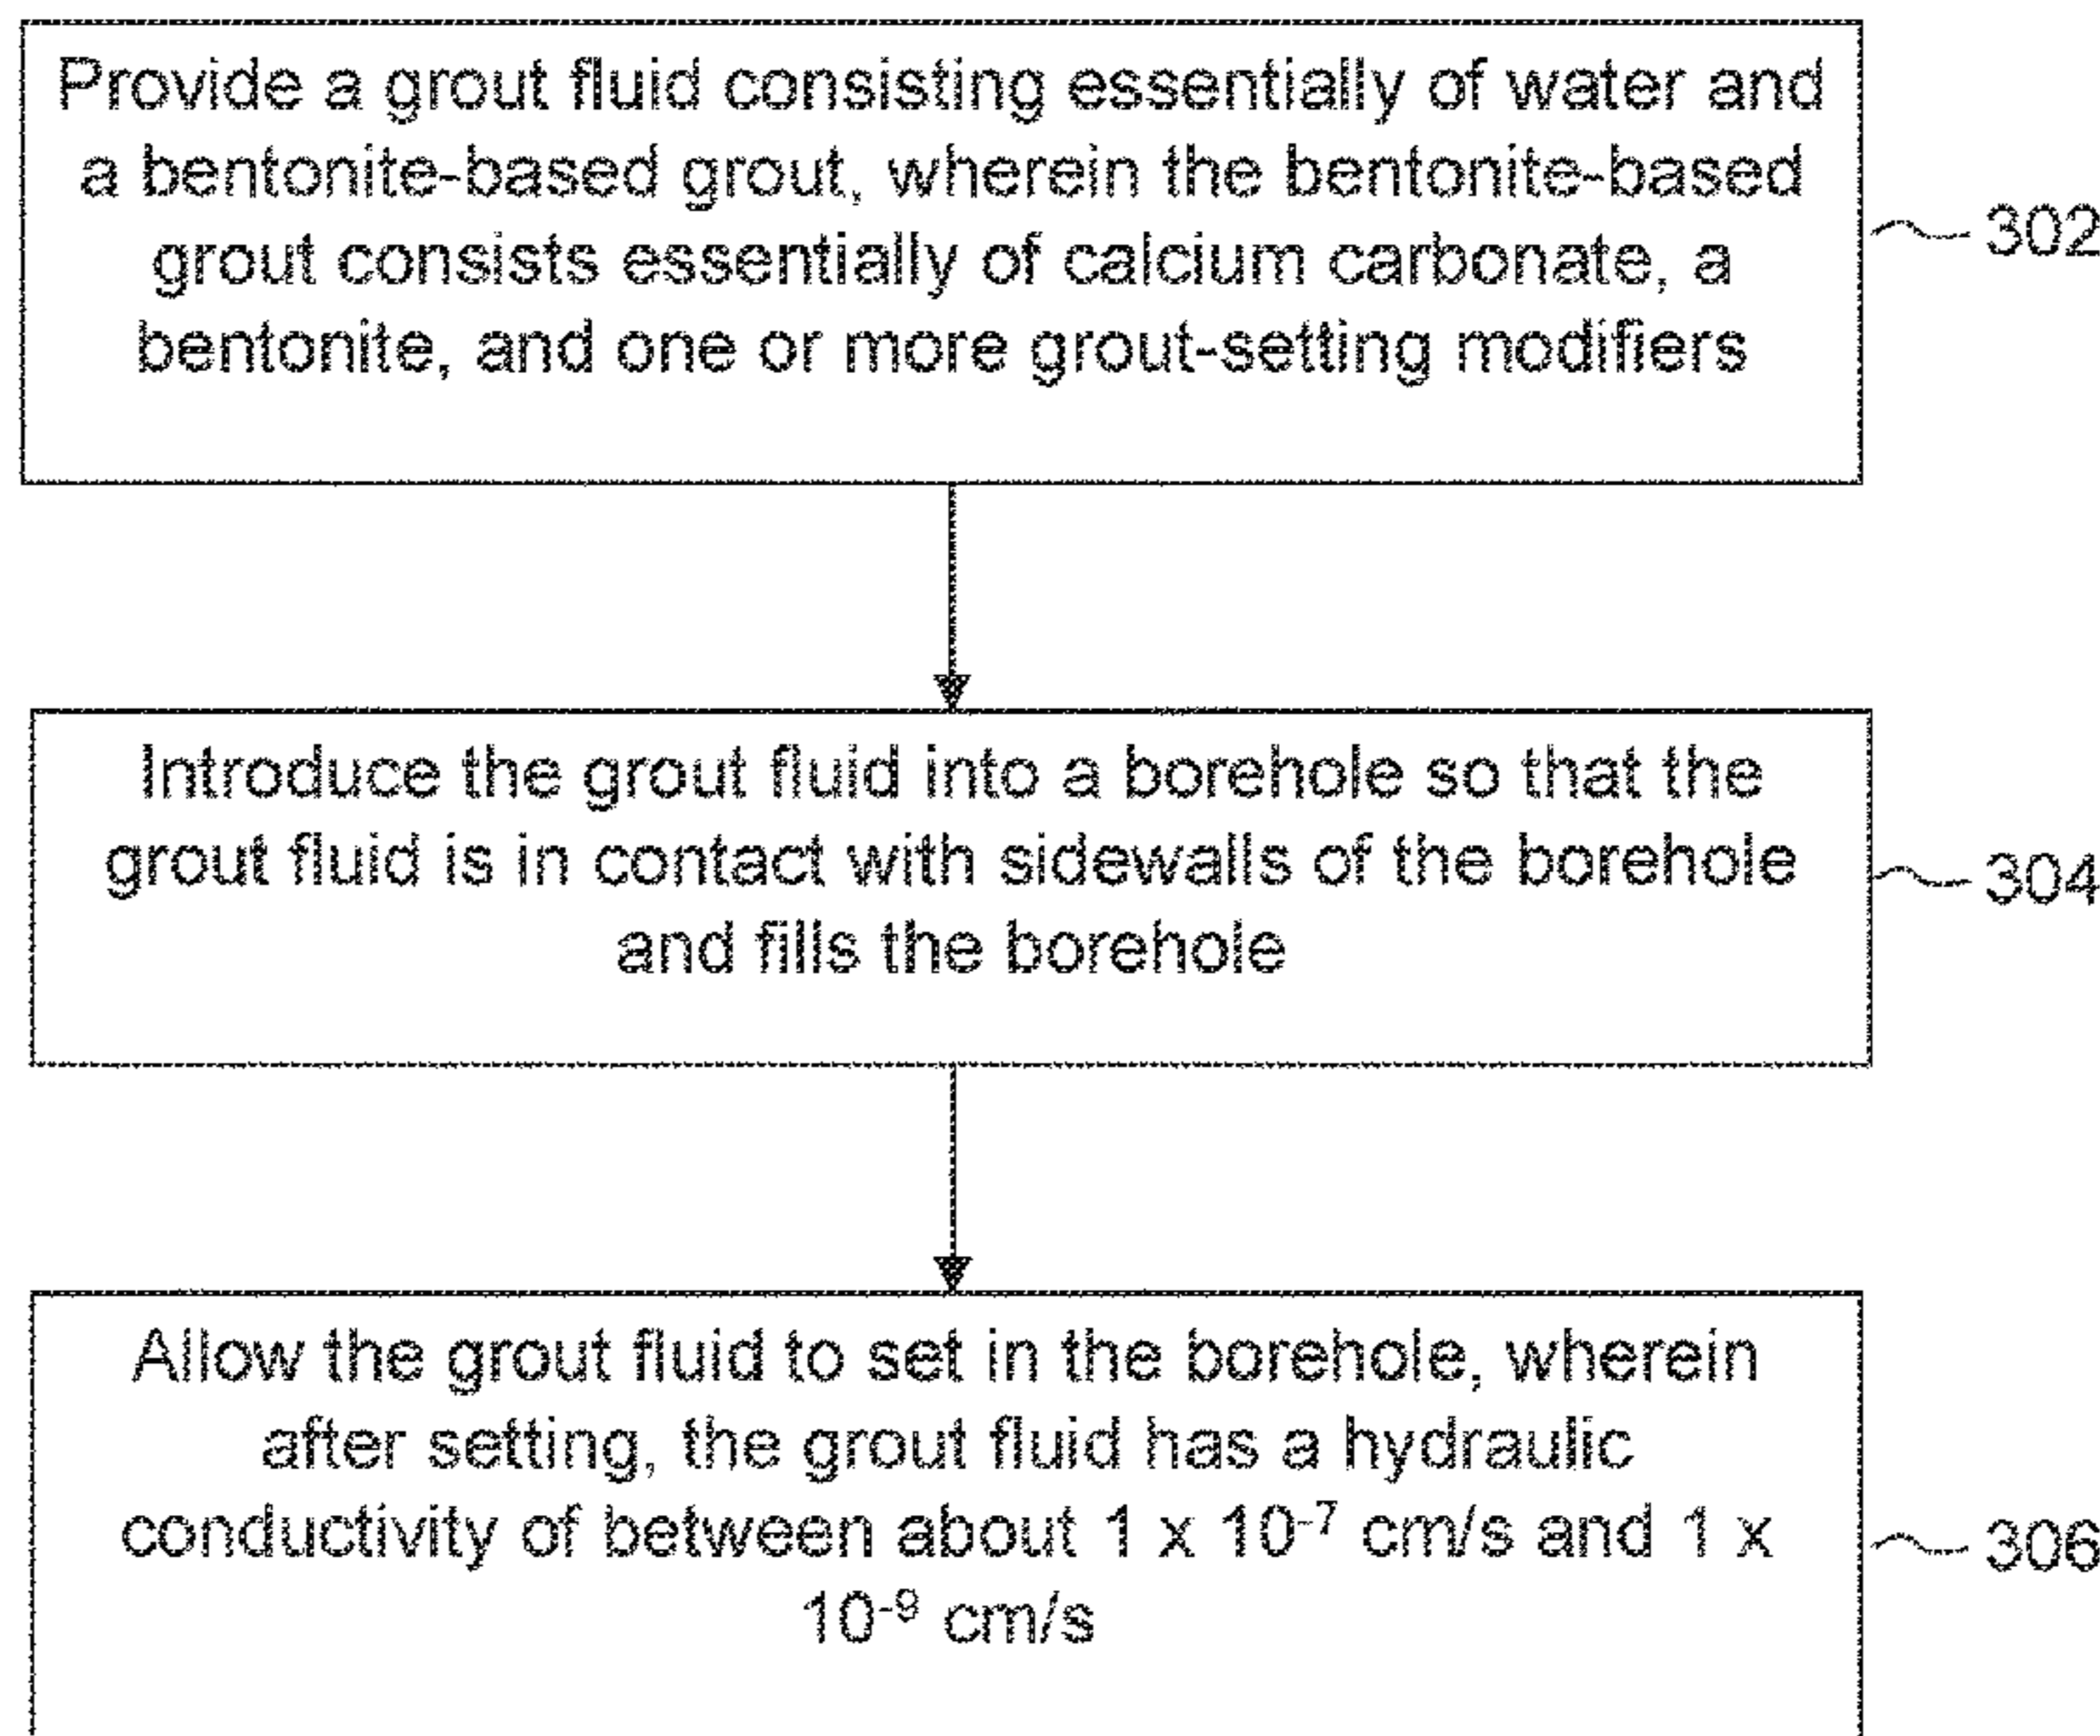 Provide a grout fluid consisting essentially of water and
a bentonite-based grout, wherein the bentonite-based
grout consists essentially of calcium carbonate, a
bentonite, and one or more grout-setting modifiers
302
Introduce the grout fluid into a borehole so that the
grout fluid is in contact with sidewalls of the borehole
and fills the borehole
304
Allow the grout fluid to set in the borehole, wherein
after setting, the grout fluid has a hydraulic
conductivity of between about 1 x 10⁻⁷ cm/s and 1 x
10⁻⁹ cm/s
306